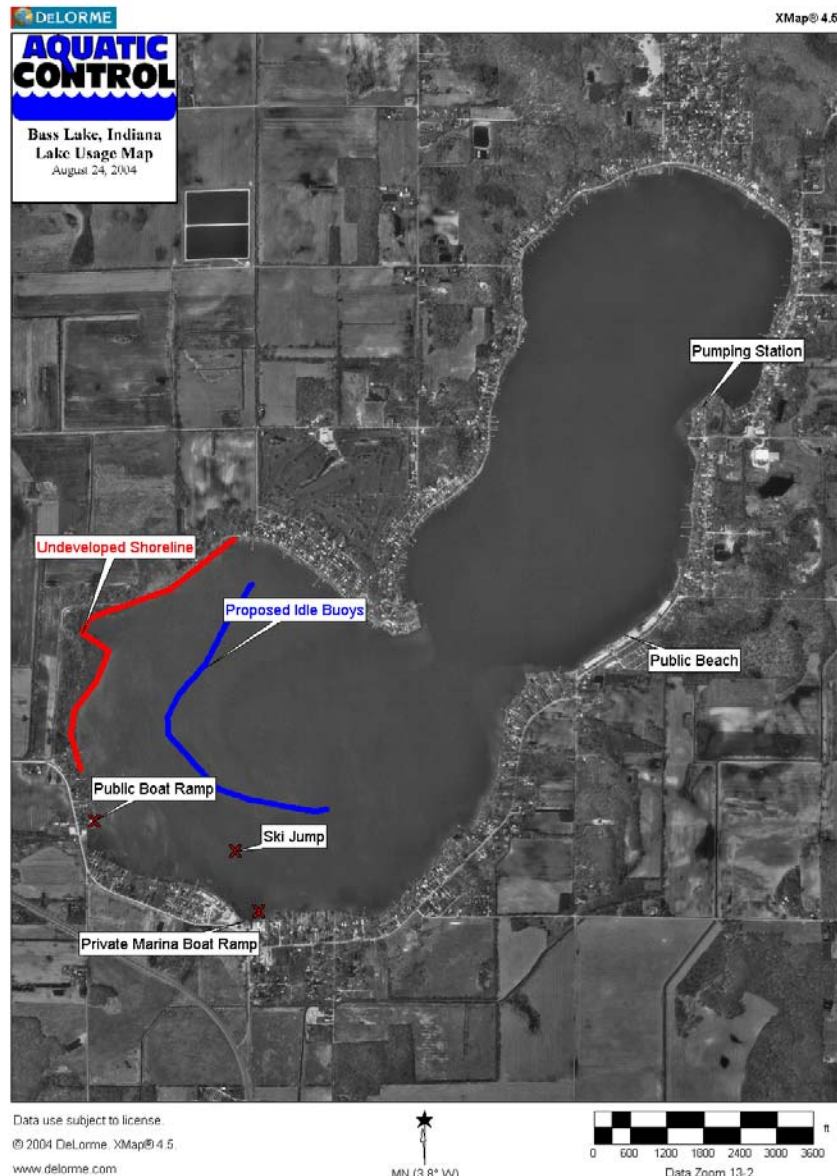 DELORME
XMap® 4.5
AQUATIC
CONTROL
Bass Lake, Indiana
Lake Usage Map
August 24, 2004
Pumping Station
Undeveloped Shoreline
Proposed Idle Buoys
Public Beach
Public Boat Ramp
Ski Jump
Private Marina Boat Ramp
Data use subject to license.
© 2004 DeLorme. XMap® 4.5.
www.delorme.com
MN (3.8° W)
ft
0 600 1200 1800 2400 3000 3600
Data Zoom 13-2